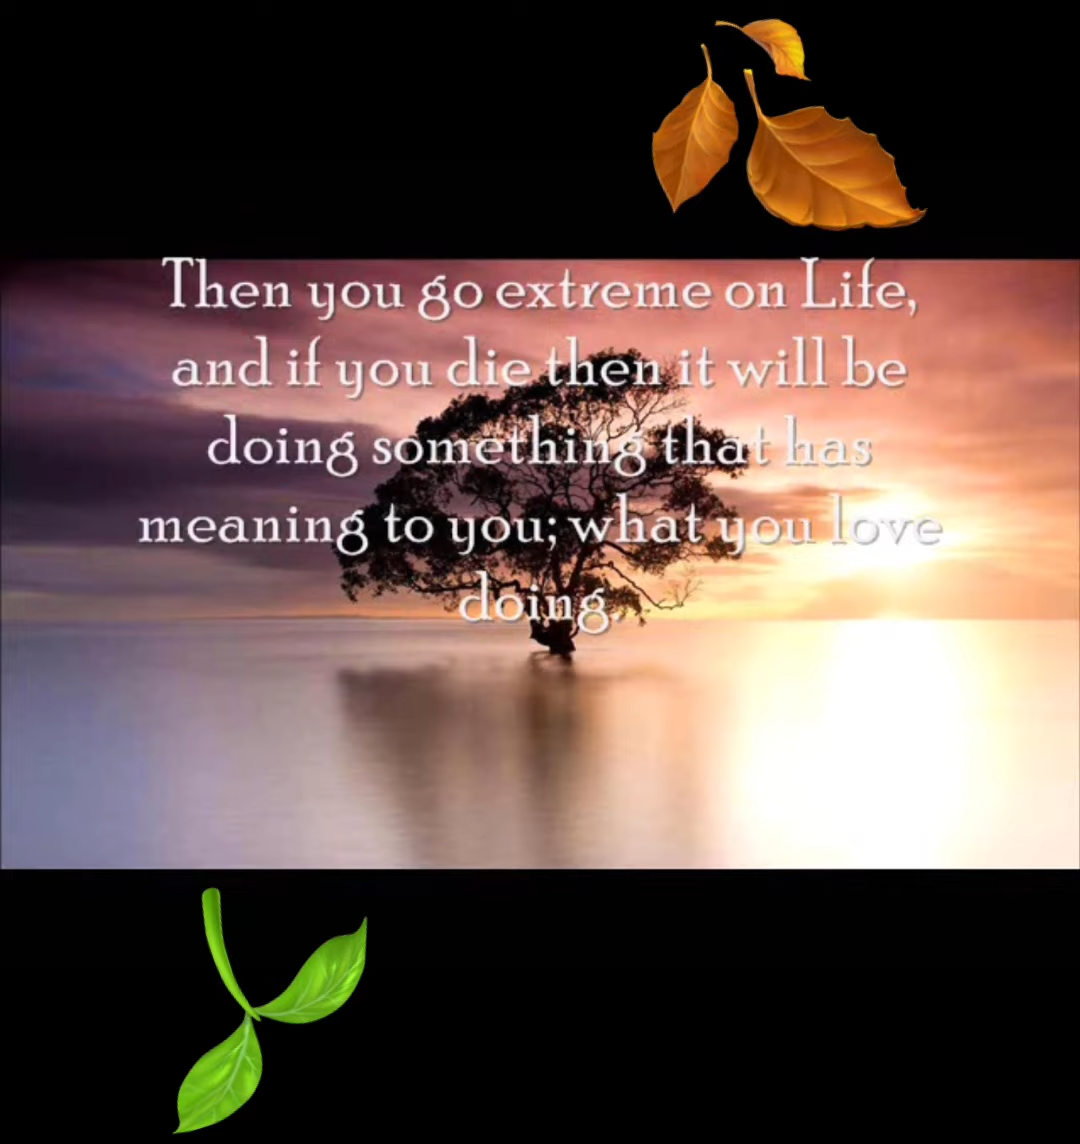 Then you go extreme on Life,
and if you die then it will be
doing something that has
meaning to you; what you love
doing.